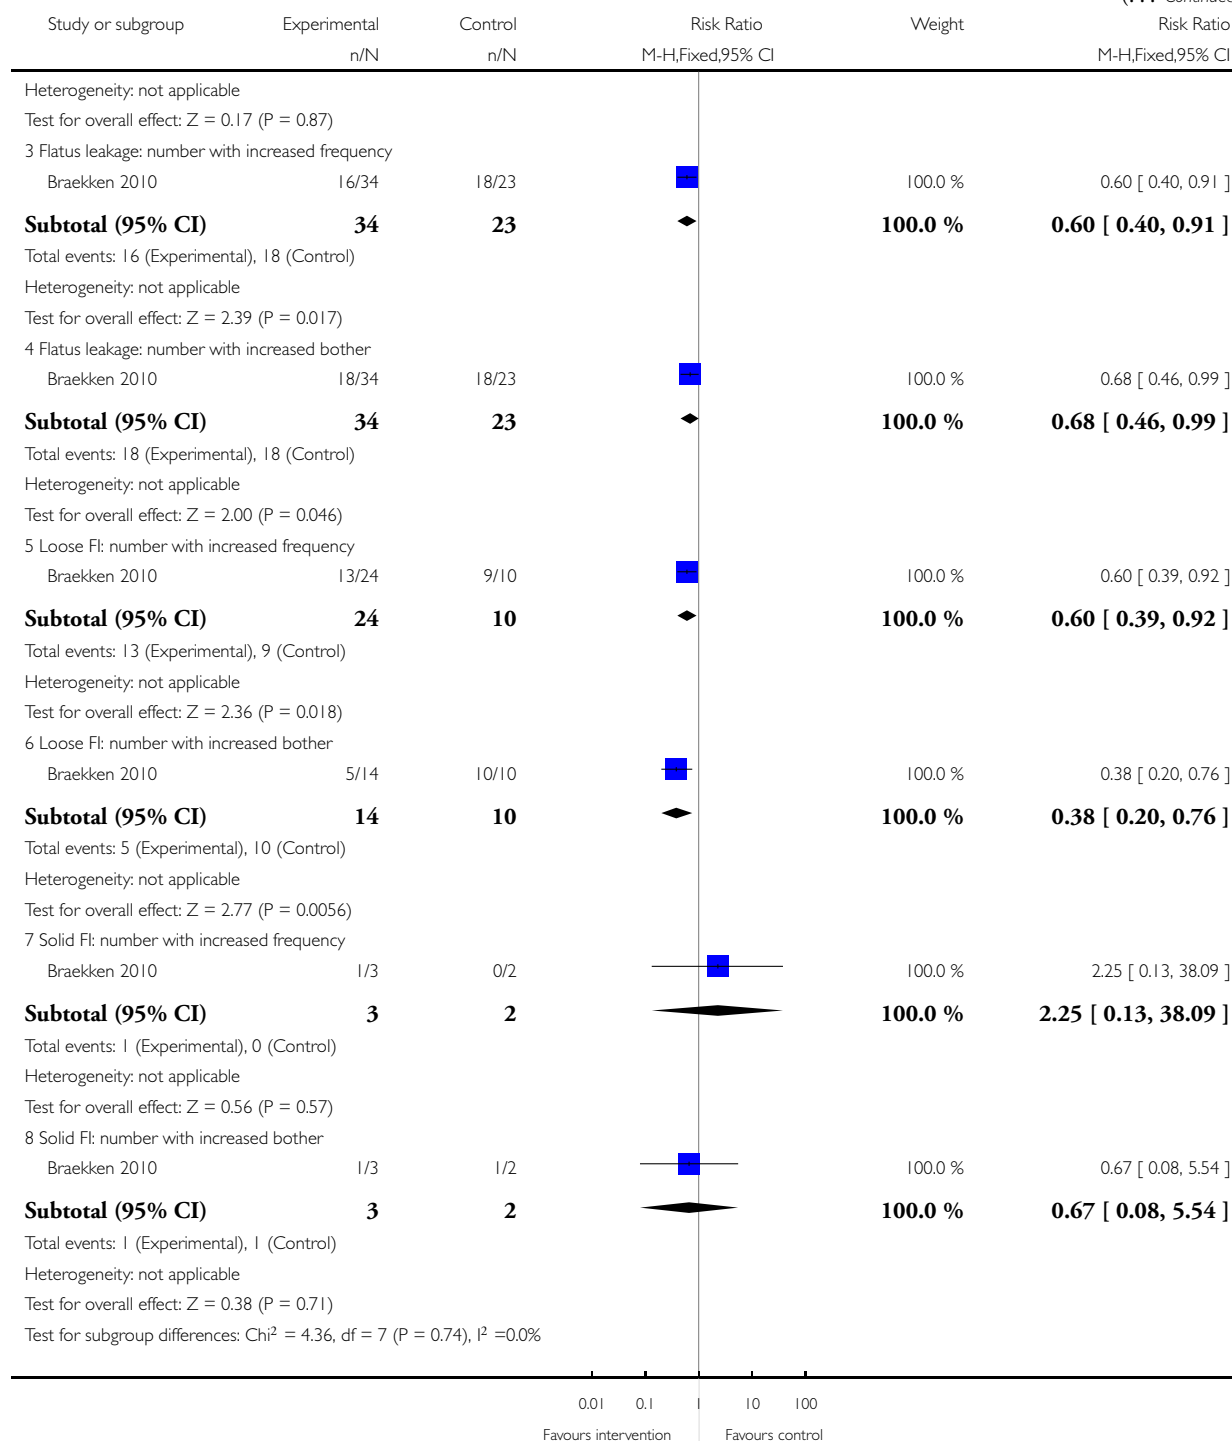 Continued
Study or subgroup Experimental Control Risk Ratio Weight Risk Ratio
n/N n/N M-H,Fixed,95% CI M-H,Fixed,95% CI
Heterogeneity: not applicable
Test for overall effect: Z = 0.17 (P = 0.87)
3 Flatus leakage: number with increased frequency
Braekken 2010 16/34 18/23 100.0 % 0.60 [ 0.40, 0.91 ]
Subtotal (95% CI) 34 23 100.0 % 0.60 [ 0.40, 0.91 ]
Total events: 16 (Experimental), 18 (Control)
Heterogeneity: not applicable
Test for overall effect: Z = 2.39 (P = 0.017)
4 Flatus leakage: number with increased bother
Braekken 2010 18/34 18/23 100.0 % 0.68 [ 0.46, 0.99 ]
Subtotal (95% CI) 34 23 100.0 % 0.68 [ 0.46, 0.99 ]
Total events: 18 (Experimental), 18 (Control)
Heterogeneity: not applicable
Test for overall effect: Z = 2.00 (P = 0.046)
5 Loose FI: number with increased frequency
Braekken 2010 13/24 9/10 100.0 % 0.60 [ 0.39, 0.92 ]
Subtotal (95% CI) 24 10 100.0 % 0.60 [ 0.39, 0.92 ]
Total events: 13 (Experimental), 9 (Control)
Heterogeneity: not applicable
Test for overall effect: Z = 2.36 (P = 0.018)
6 Loose FI: number with increased bother
Braekken 2010 5/14 10/10 100.0 % 0.38 [ 0.20, 0.76 ]
Subtotal (95% CI) 14 10 100.0 % 0.38 [ 0.20, 0.76 ]
Total events: 5 (Experimental), 10 (Control)
Heterogeneity: not applicable
Test for overall effect: Z = 2.77 (P = 0.0056)
7 Solid FI: number with increased frequency
Braekken 2010 1/3 0/2 100.0 % 2.25 [ 0.13, 38.09 ]
Subtotal (95% CI) 3 2 100.0 % 2.25 [ 0.13, 38.09 ]
Total events: 1 (Experimental), 0 (Control)
Heterogeneity: not applicable
Test for overall effect: Z = 0.56 (P = 0.57)
8 Solid FI: number with increased bother
Braekken 2010 1/3 1/2 100.0 % 0.67 [ 0.08, 5.54 ]
Subtotal (95% CI) 3 2 100.0 % 0.67 [ 0.08, 5.54 ]
Total events: 1 (Experimental), 1 (Control)
Heterogeneity: not applicable
Test for overall effect: Z = 0.38 (P = 0.71)
Test for subgroup differences: Chi² = 4.36, df = 7 (P = 0.74), I² =0.0%
0.01 0.1 1 10 100
Favours intervention Favours control